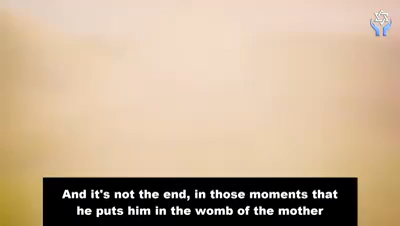 And it's not the end, in those moments that
he puts him in the womb of the mother